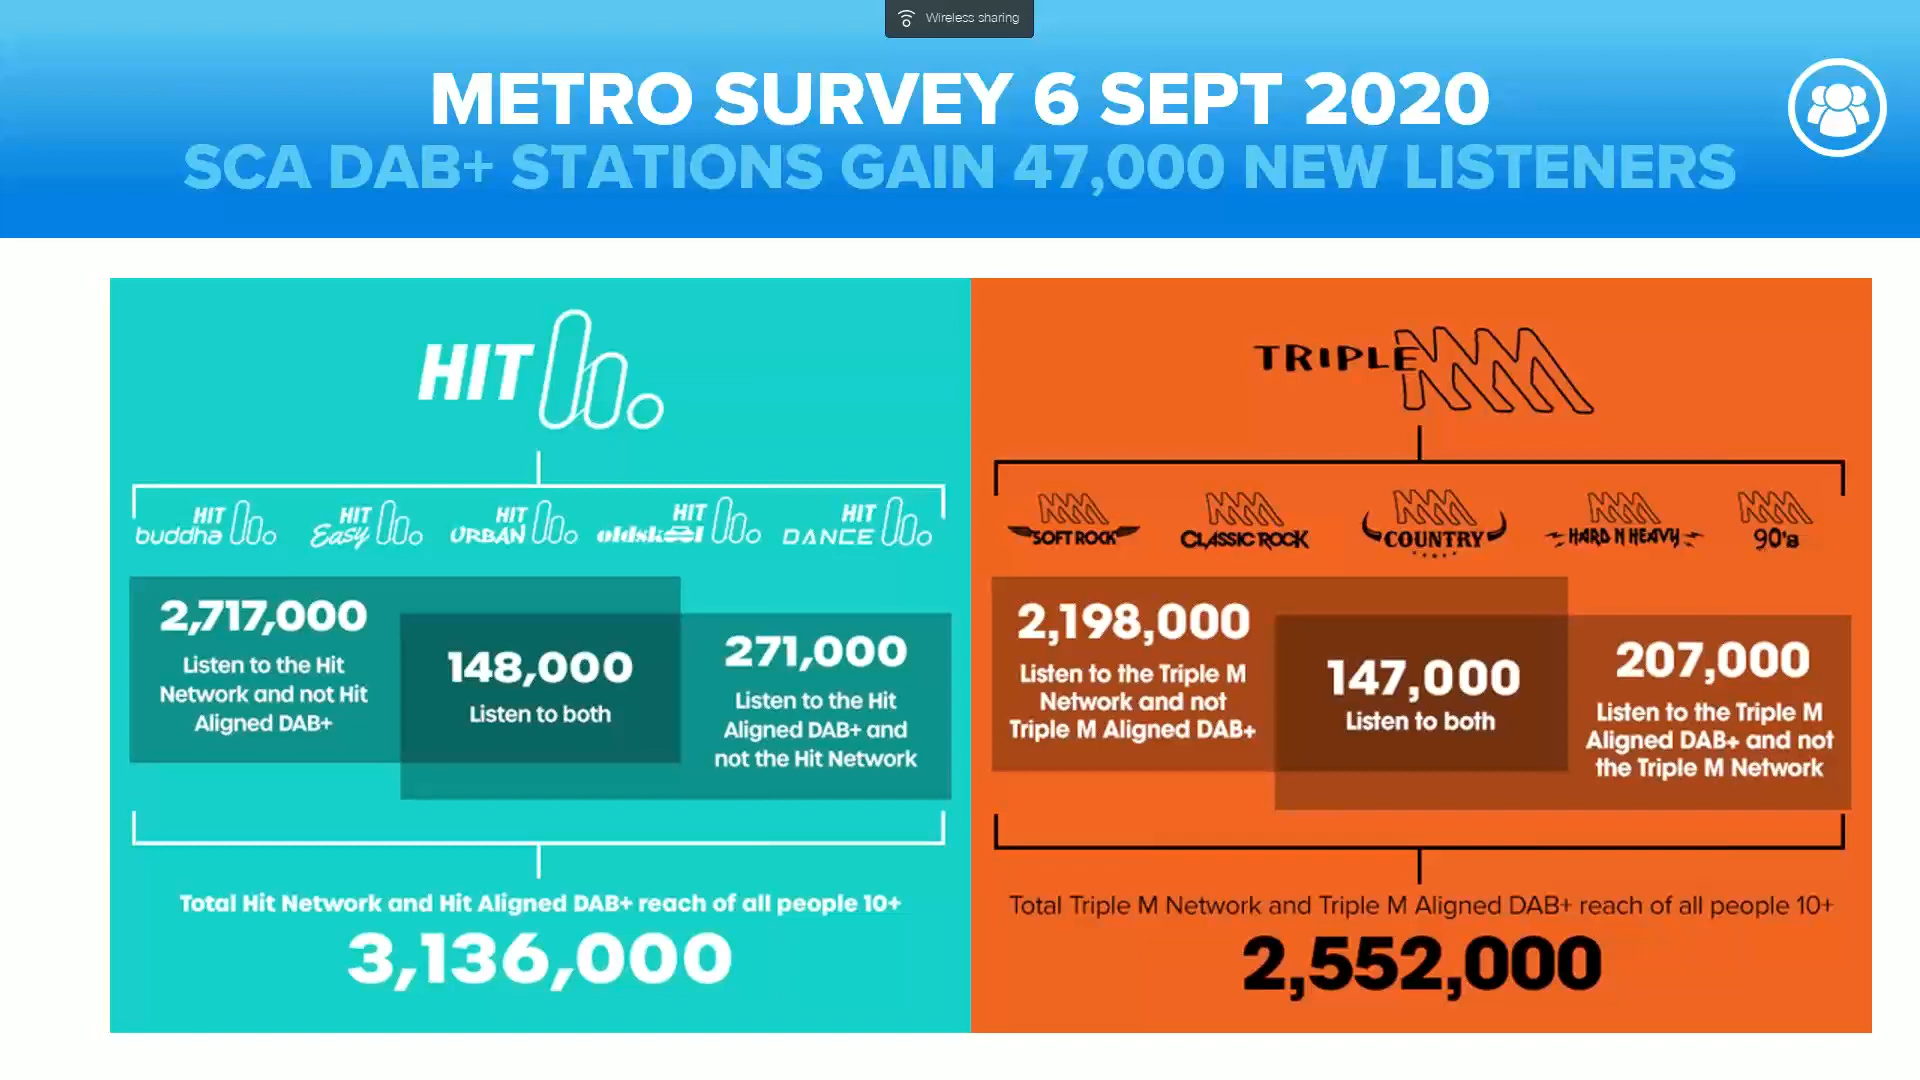 Wireless sharing
METRO SURVEY 6 SEPT 2020
SCA DAB+ STATIONS GAIN 47,000 NEW LISTENERS
HIT
HIT
buddha
HIT
Easy
HIT
URBAN
HIT
oldskool
HIT
DANCE
2,717,000
Listen to the Hit
Network and not Hit
Aligned DAB+
148,000
Listen to both
271,000
Listen to the Hit
Aligned DAB+ and
not the Hit Network
Total Hit Network and Hit Aligned DAB+ reach of all people 10+
3,136,000
TRIPLE MMM
MMM
SOFT ROCK
MMM
CLASSIC ROCK
MMM
COUNTRY
MMM
HARD N HEAVY
MMM
90's
2,198,000
Listen to the Triple M
Network and not
Triple M Aligned DAB+
147,000
Listen to both
207,000
Listen to the Triple M
Aligned DAB+ and not
the Triple M Network
Total Triple M Network and Triple M Aligned DAB+ reach of all people 10+
2,552,000